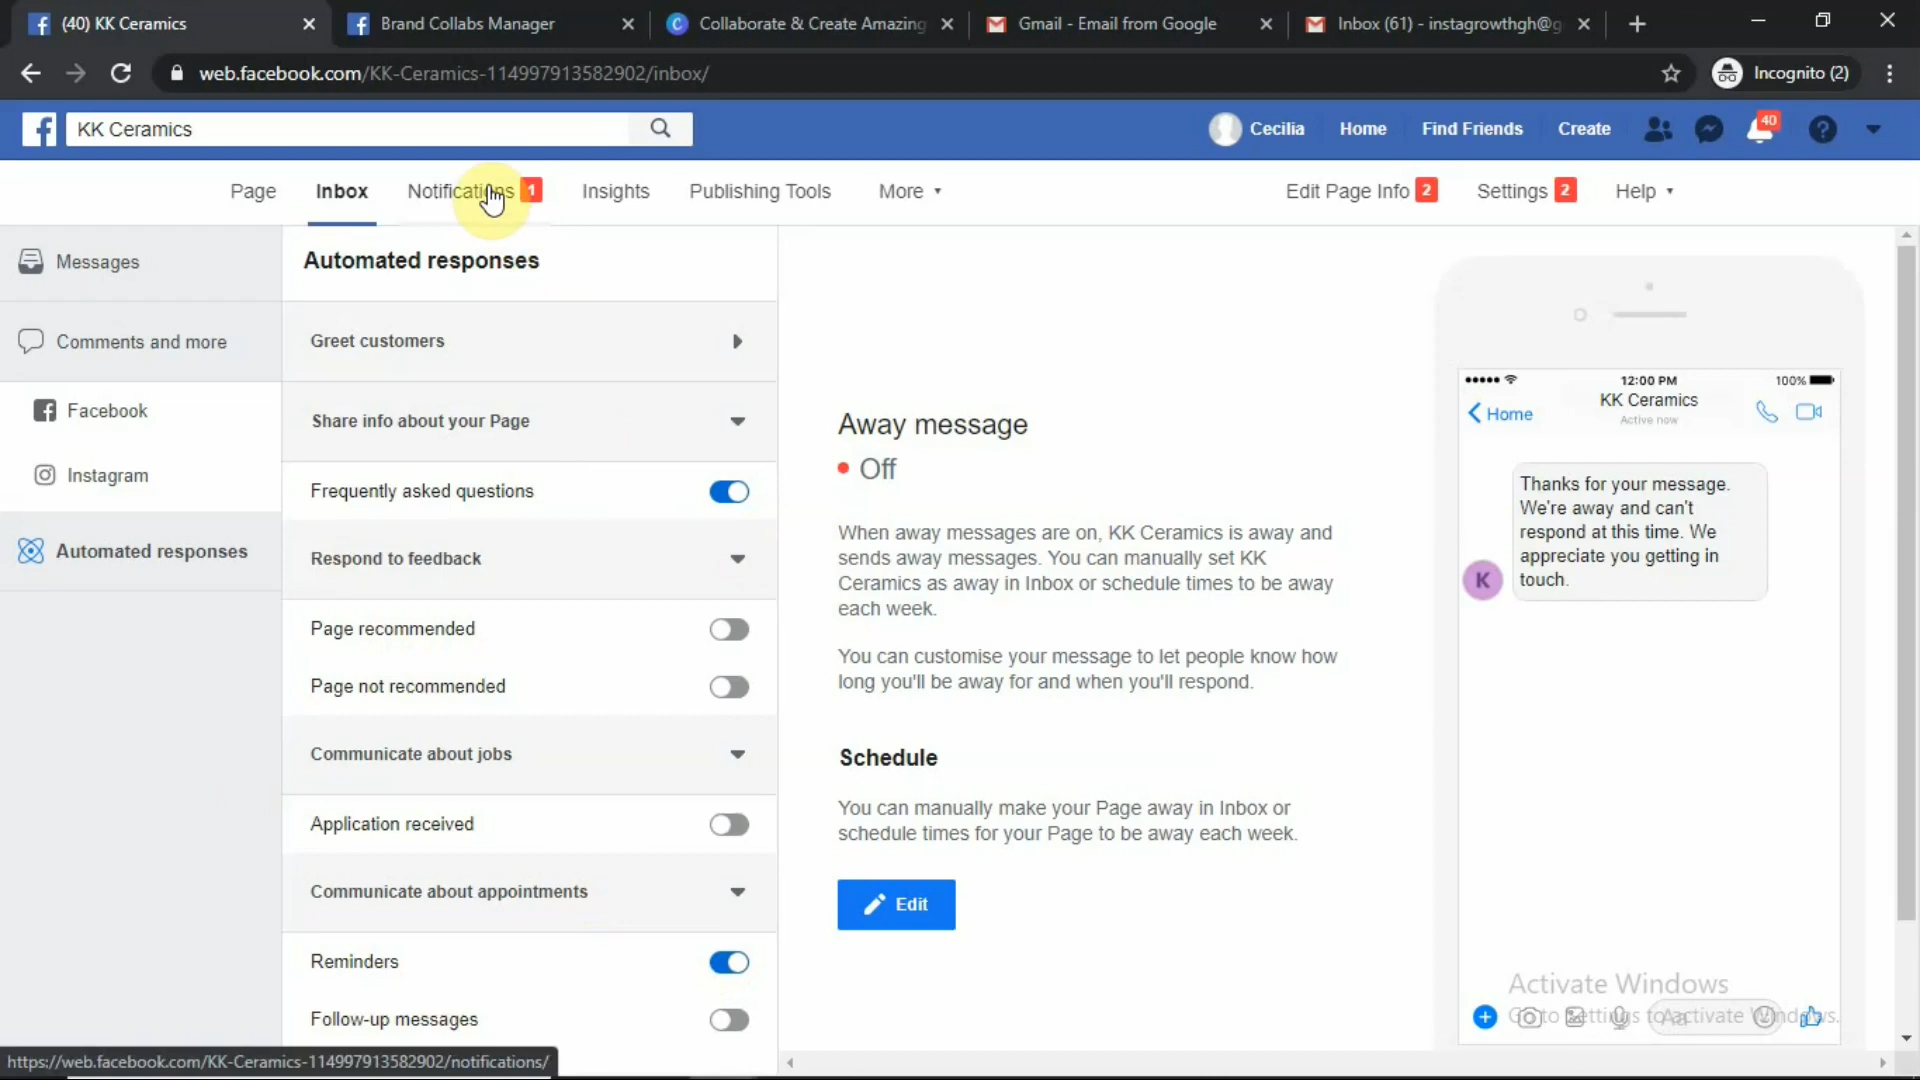 (40) KK Ceramics
Brand Collabs Manager
Collaborate & Create Amazing
Gmail - Email from Google
Inbox (61) - instagrowthgh@g
web.facebook.com/KK-Ceramics-114997913582902/inbox/
Incognito (2)
KK Ceramics
Cecilia
Home
Find Friends
Create
40
Page
Inbox
Notifications 1
Insights
Publishing Tools
More
Edit Page Info 2
Settings 2
Help
Messages
Comments and more
Facebook
Instagram
Automated responses
Automated responses
Greet customers
Share info about your Page
Frequently asked questions
Respond to feedback
Page recommended
Page not recommended
Communicate about jobs
Application received
Communicate about appointments
Reminders
Follow-up messages
Away message
Off
When away messages are on, KK Ceramics is away and
sends away messages. You can manually set KK
Ceramics as away in Inbox or schedule times to be away
each week.
You can customise your message to let people know how
long you'll be away for and when you'll respond.
Schedule
You can manually make your Page away in Inbox or
schedule times for your Page to be away each week.
Edit
12:00 PM
100%
Home
KK Ceramics
Active now
Thanks for your message.
We're away and can't
respond at this time. We
appreciate you getting in
touch.
K
Aa
Activate Windows
Go to Settings to activate Windows.
https://web.facebook.com/KK-Ceramics-114997913582902/notifications/